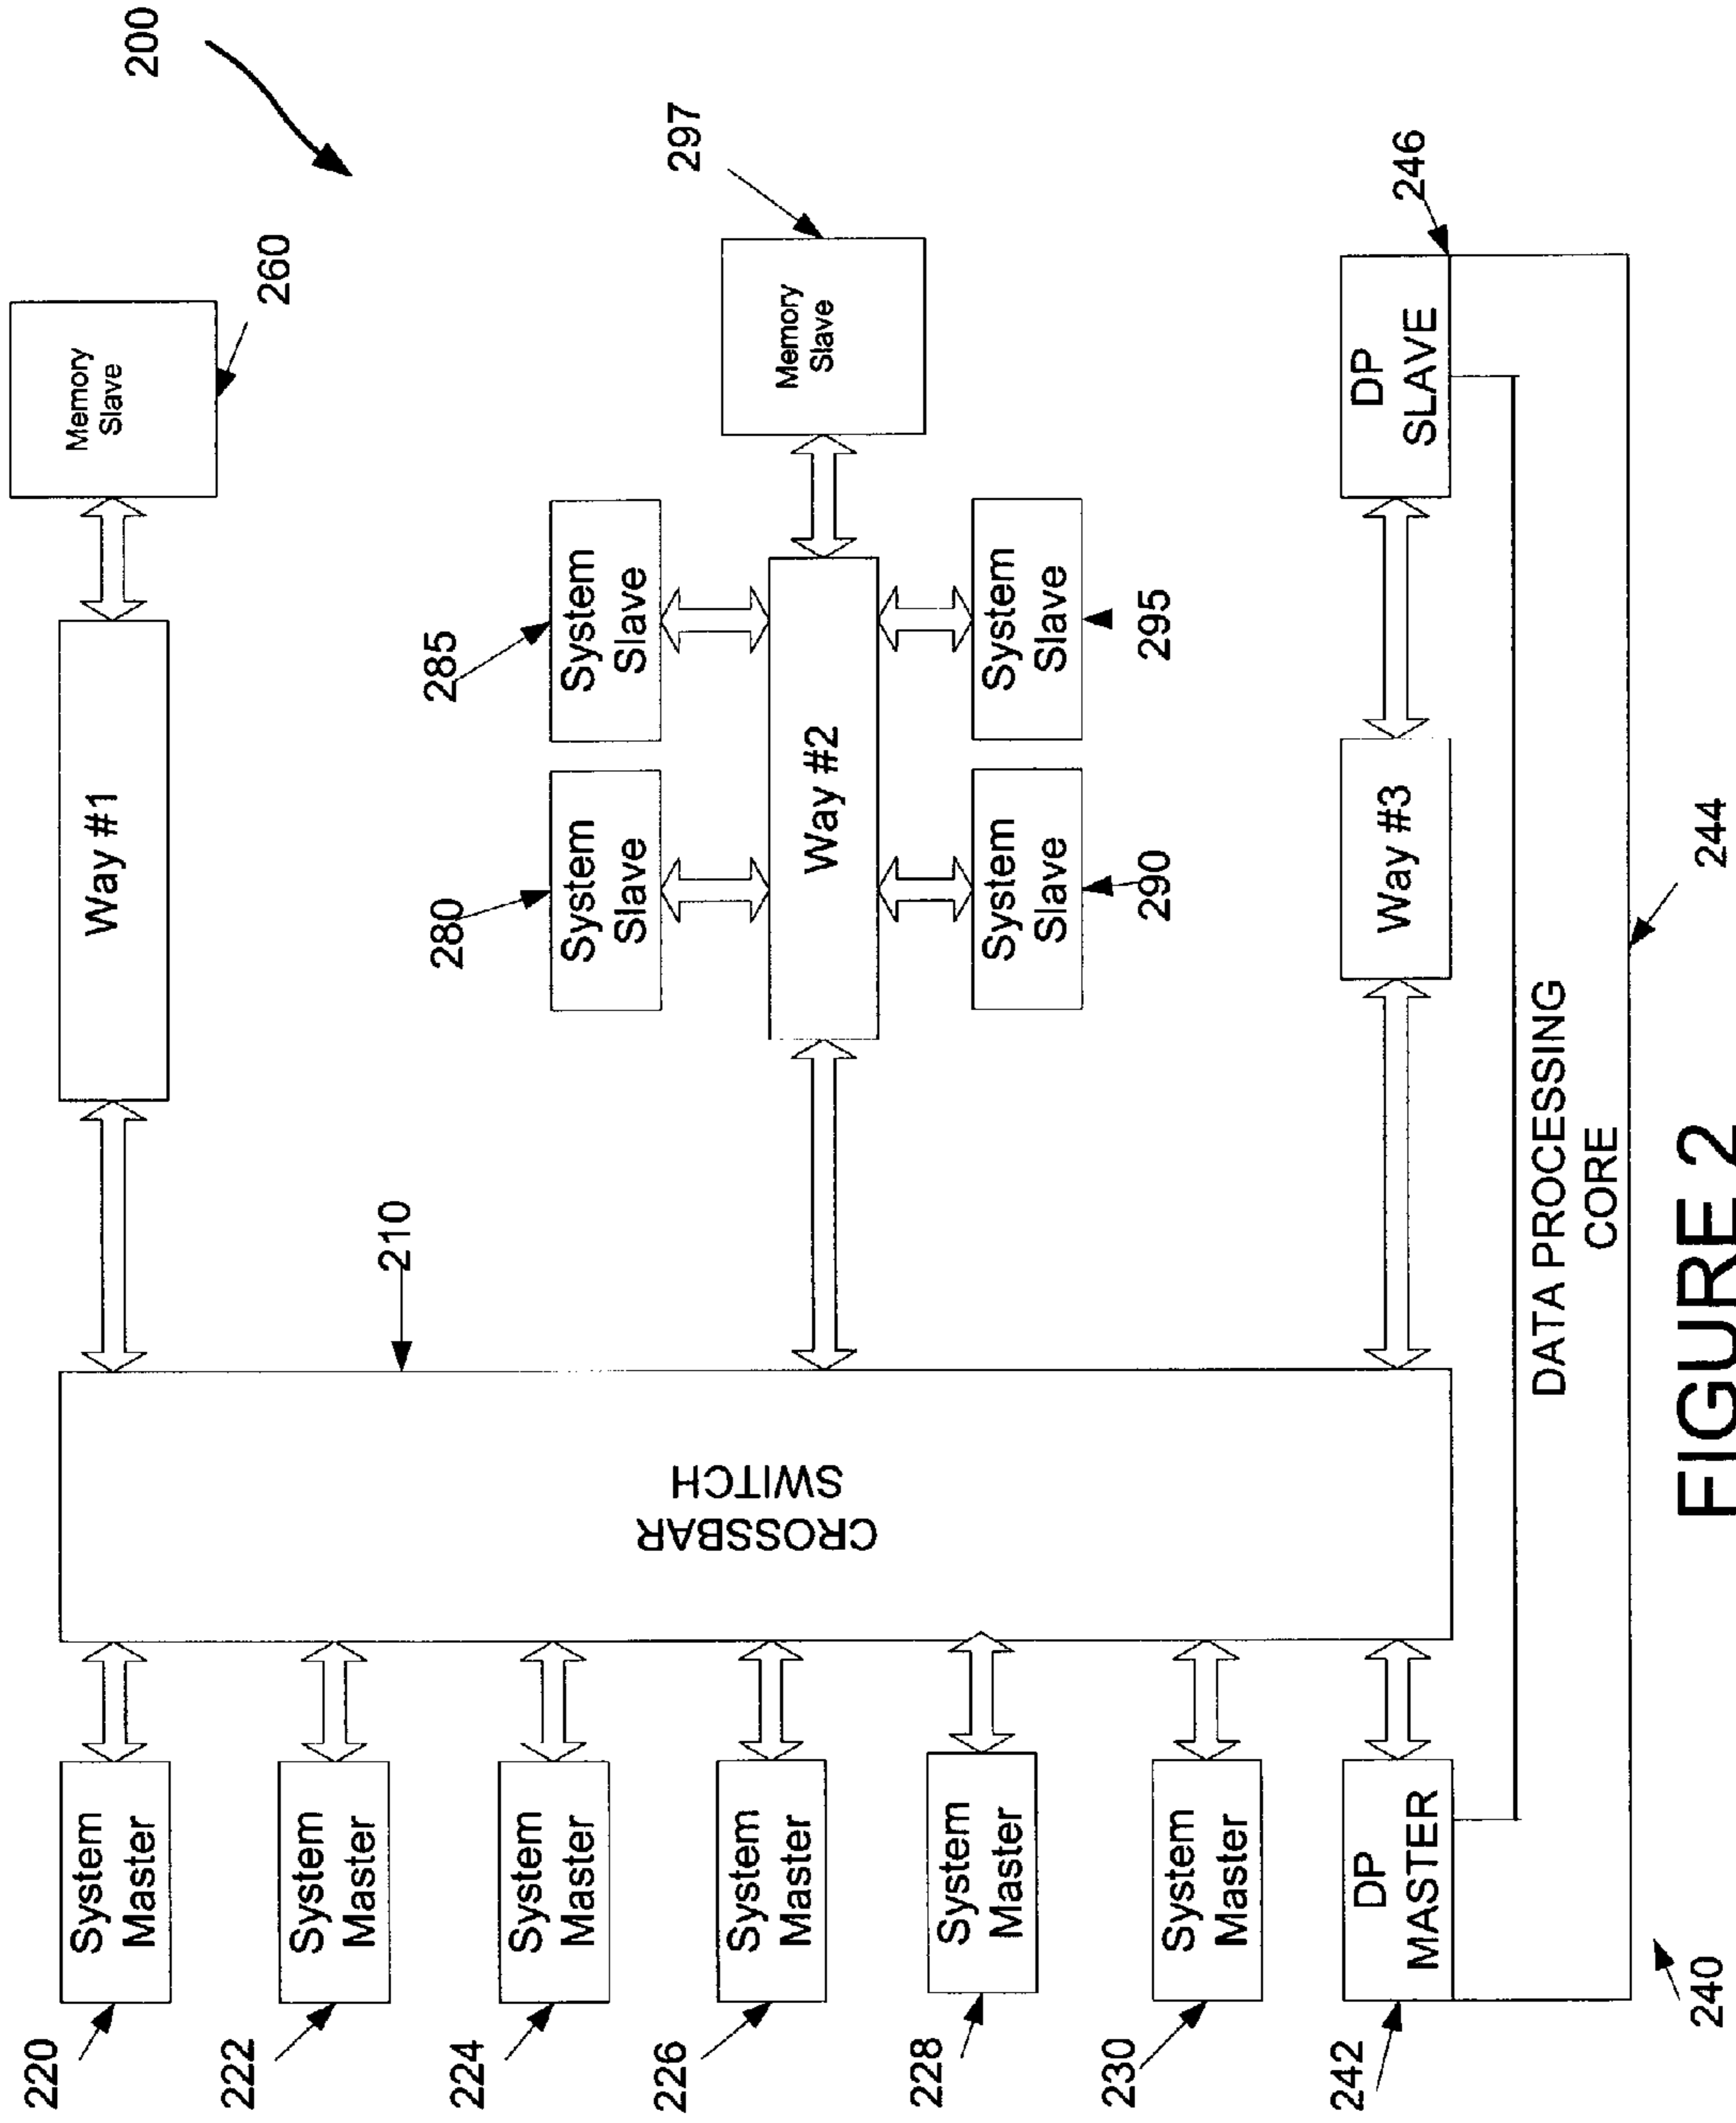 200
Memory
Slave
260
Way #1
297
Memory
Slave
285
System
Slave
280
System
Slave
Way #2
System
Slave
295
System
Slave
290
210
CROSSBAR
SWITCH
246
DP
SLAVE
Way #3
DATA PROCESSING
CORE
244
220
System
Master
222
System
Master
224
System
Master
226
System
Master
228
System
Master
230
System
Master
242
DP
MASTER
240
FIGURE 2